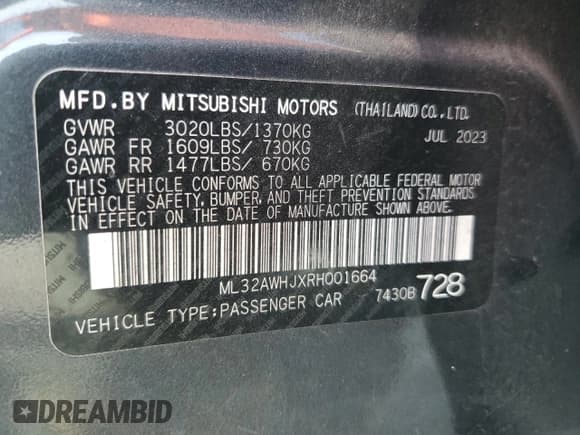 MFD.BY MITSUBISHI MOTORS (THAILAND) CO.,LTD.
GVWR 3020LBS/1370KG JUL 2023
GAWR FR 1609LBS/ 730KG
GAWR RR 1477LBS/ 670KG
THIS VEHICLE CONFORMS TO ALL APPLICABLE FEDERAL MOTOR
VEHICLE SAFETY, BUMPER, AND THEFT PREVENTION STANDARDS
IN EFFECT ON THE DATE OF MANUFACTURE SHOWN ABOVE.
ML32AWHJXRH001664
VEHICLE TYPE;PASSENGER CAR 7430B 728
DREAMBID